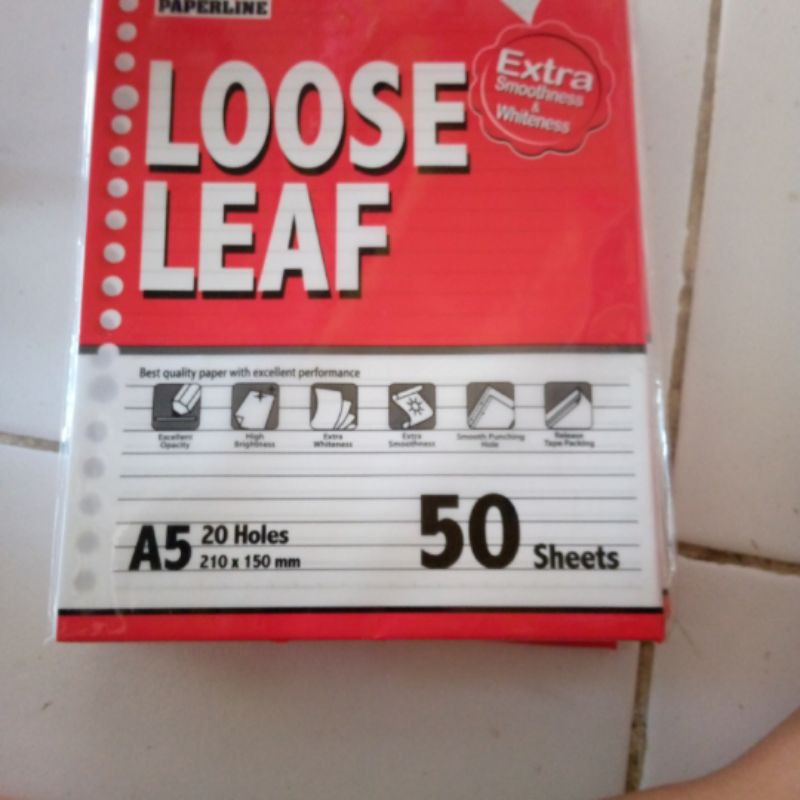 PAPERLINE
LOOSE
LEAF
Extra
Smoothness
&
Whiteness
Best quality paper with excellent performance
Excellent
Opacity
High
Brightness
Extra
Whiteness
Extra
Smoothness
Smooth Punching
Hole
Release
Tape Packing
A5
20 Holes
210 x 150 mm
50 Sheets